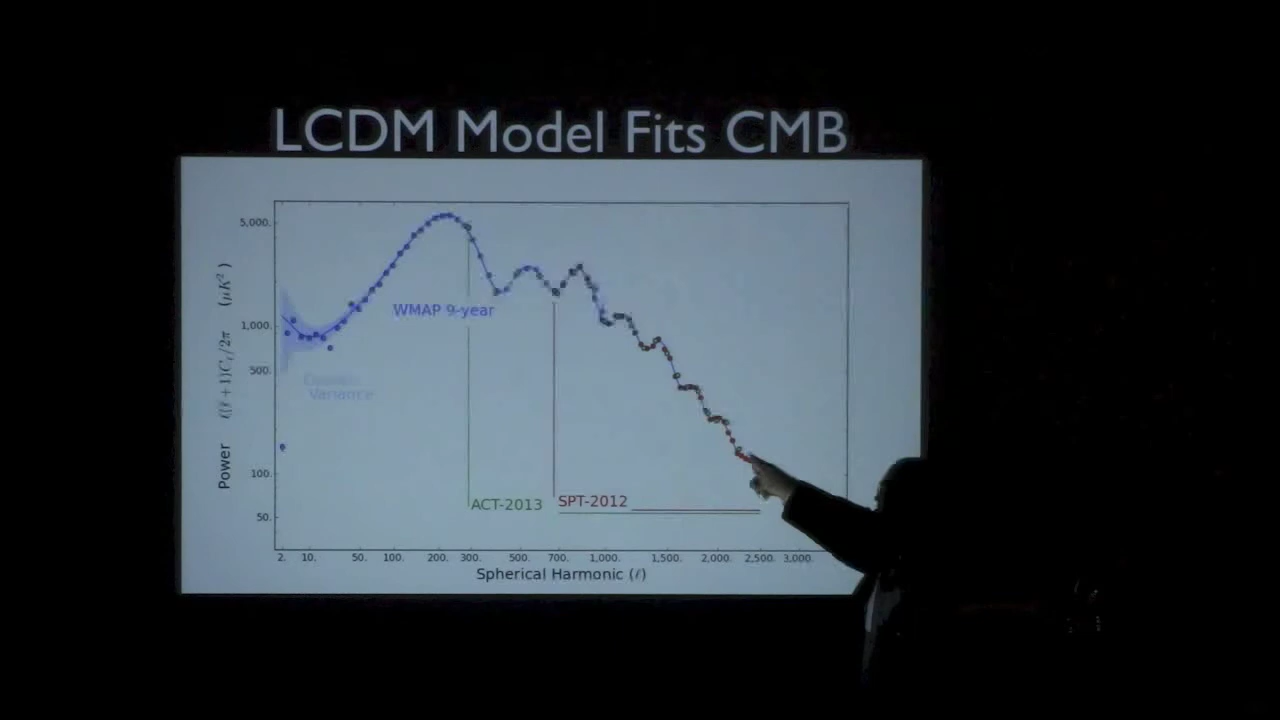 LCDM Model Fits CMB
5,000.
1,000.
500.
100.
50.
Power ℓ(ℓ+1)Cℓ/2π (μK²)
WMAP 9-year
Cosmic
Variance
ACT-2013
SPT-2012
2. 10. 50. 100. 200. 300. 500. 700. 1,000. 1,500. 2,000. 2,500. 3,000.
Spherical Harmonic (ℓ)